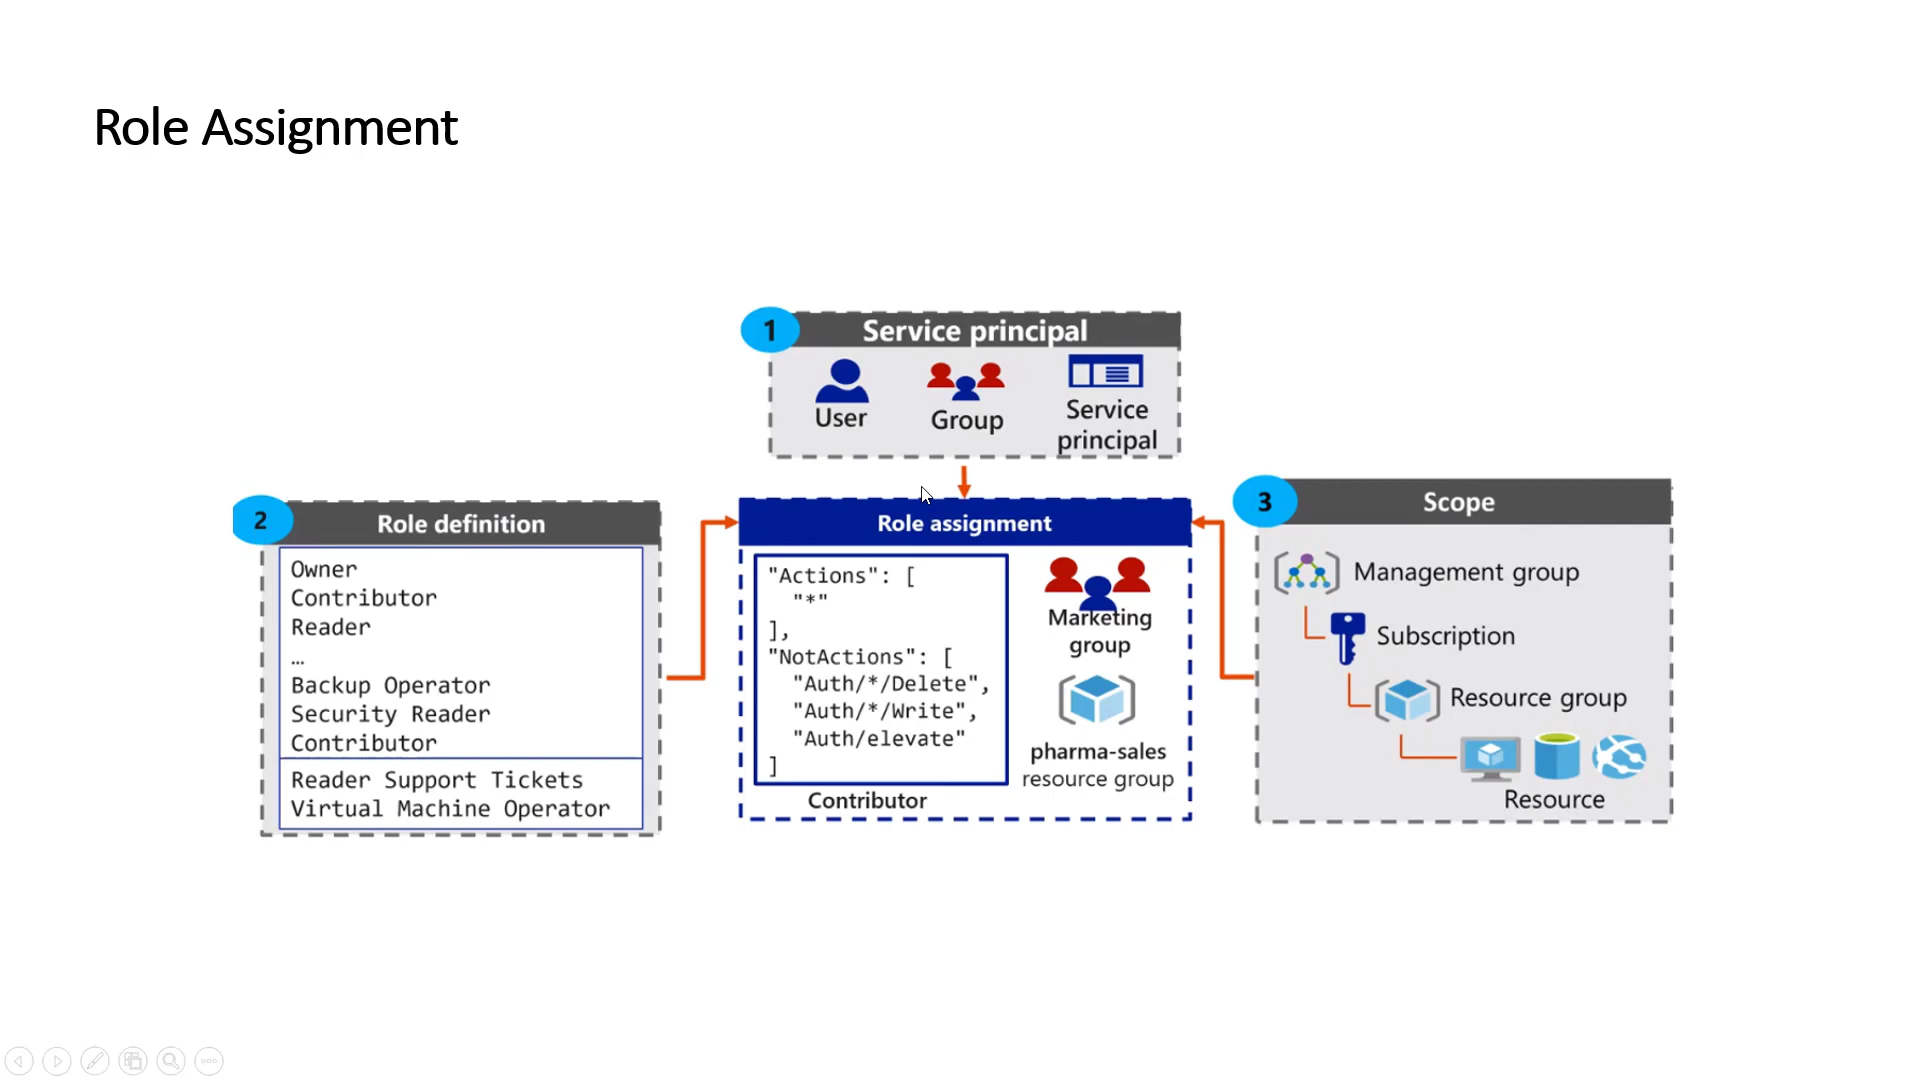 Role Assignment
1
Service principal
User
Group
Service
principal
2
Role definition
Owner
Contributor
Reader
…
Backup Operator
Security Reader
Contributor
Reader Support Tickets
Virtual Machine Operator
Role assignment
"Actions": [
"*"
],
"NotActions": [
"Auth/*/Delete",
"Auth/*/Write",
"Auth/elevate"
]
Contributor
Marketing
group
pharma-sales
resource group
3
Scope
Management group
Subscription
Resource group
Resource